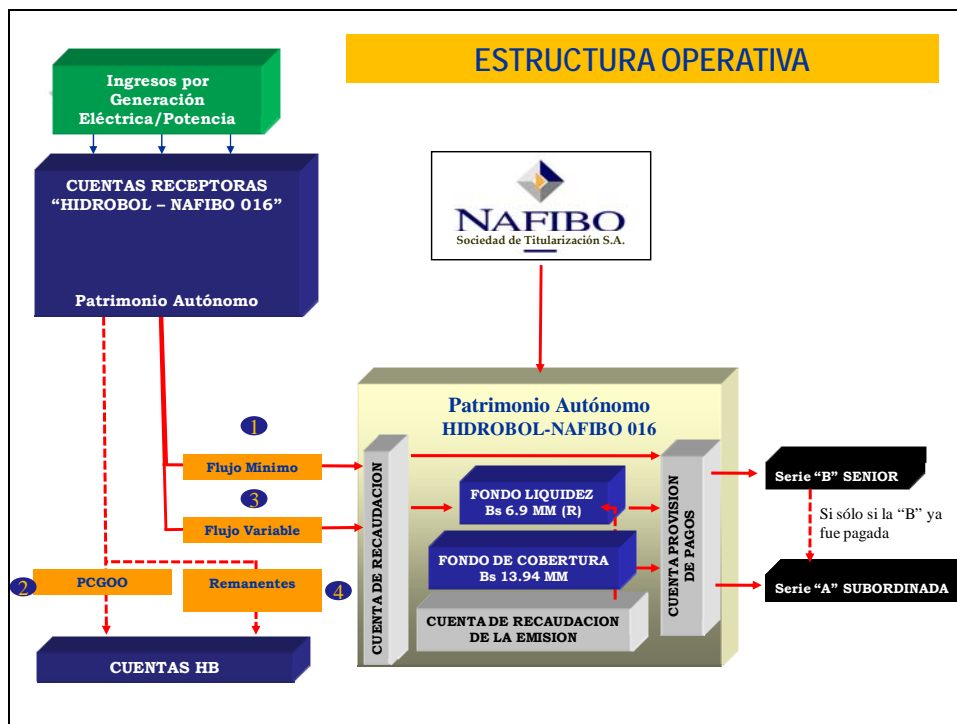 ESTRUCTURA OPERATIVA
Ingresos por
Generación
Eléctrica/Potencia
CUENTAS RECEPTORAS
“HIDROBOL – NAFIBO 016”
Patrimonio Autónomo
NAFIBO
Sociedad de Titularización S.A.
Patrimonio Autónomo
HIDROBOL-NAFIBO 016
1
Flujo Mínimo
3
Flujo Variable
2
PCGOO
Remanentes
4
CUENTAS HB
CUENTA DE RECAUDACION
FONDO LIQUIDEZ
Bs 6.9 MM (R)
FONDO DE COBERTURA
Bs 13.94 MM
CUENTA DE RECAUDACION
DE LA EMISION
CUENTA PROVISION
DE PAGOS
Serie “B” SENIOR
Si sólo si la “B” ya
fue pagada
Serie “A” SUBORDINADA